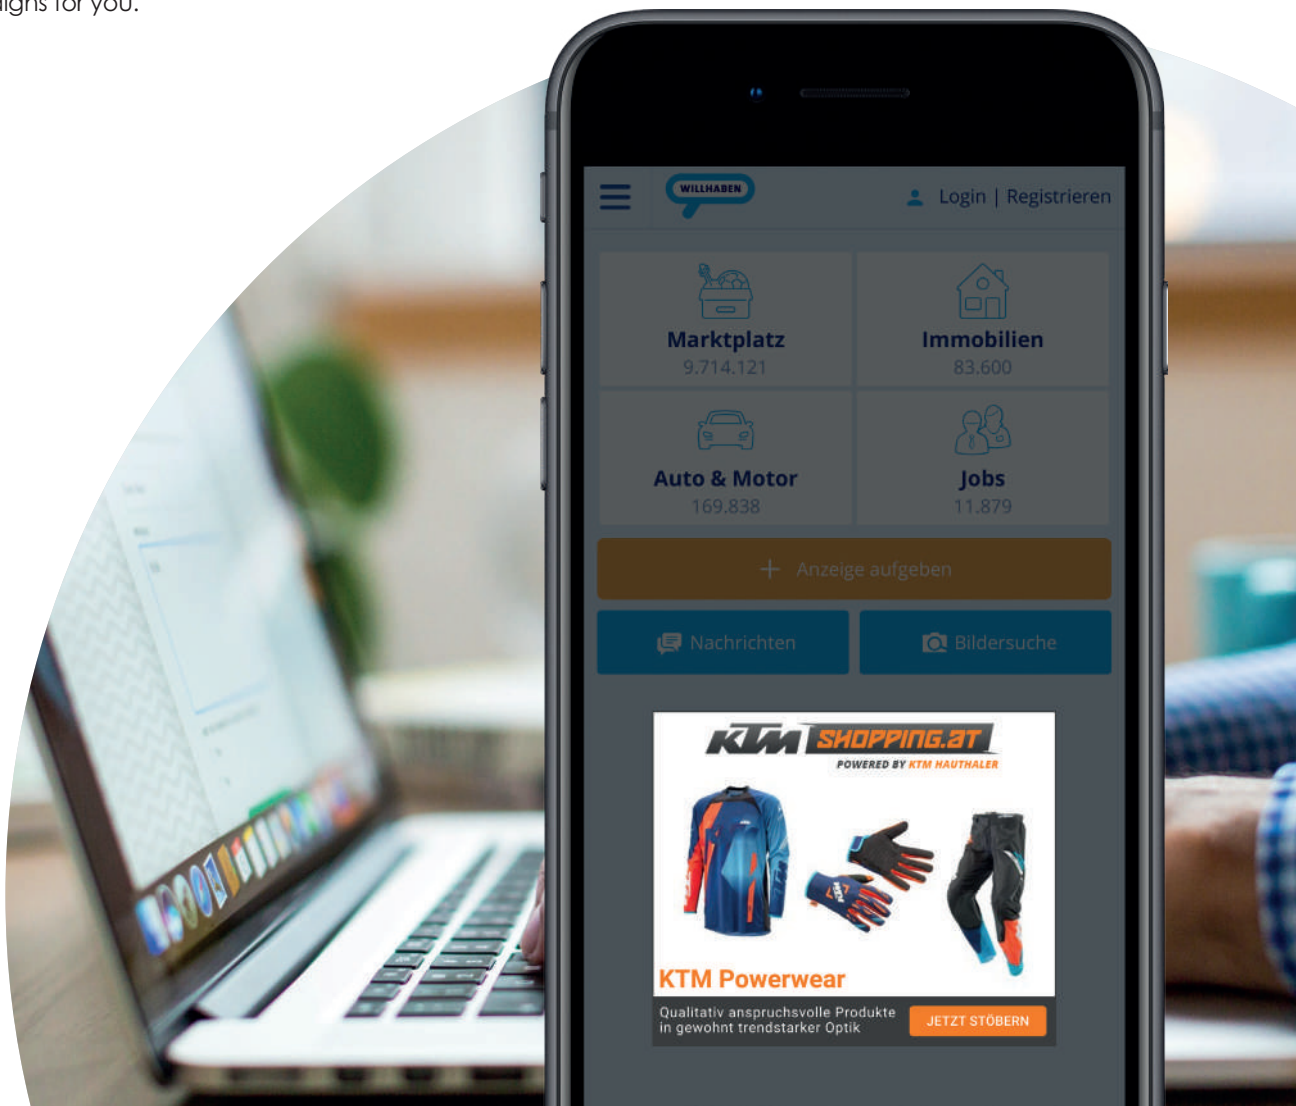 igns for you.
WILLHABEN
Login | Registrieren
Marktplatz
9.714.121
Immobilien
83.600
Auto & Motor
169.838
Jobs
11.879
+ Anzeige aufgeben
Nachrichten
Bildersuche
KTM SHOPPING.AT
POWERED BY KTM HAUTHALER
KTM
KTM Powerwear
Qualitativ anspruchsvolle Produkte
in gewohnt trendstarker Optik
JETZT STÖBERN